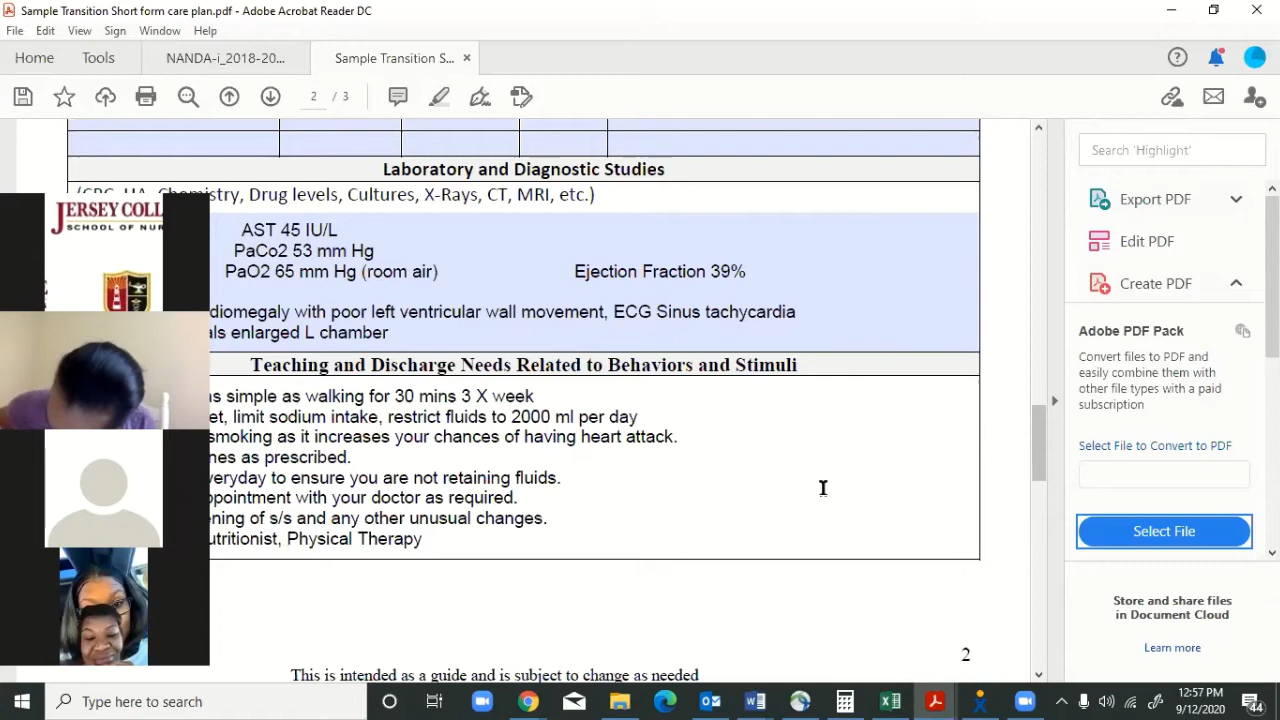 Sample Transition Short form care plan.pdf - Adobe Acrobat Reader DC
File Edit View Sign Window Help
Home Tools NANDA-i_2018-20... Sample Transition S... ×
2 / 3
Laboratory and Diagnostic Studies
Chemistry, Drug levels, Cultures, X-Rays, CT, MRI, etc.)
AST 45 IU/L
PaCo2 53 mm Hg
PaO2 65 mm Hg (room air) Ejection Fraction 39%
diomegaly with poor left ventricular wall movement, ECG Sinus tachycardia
als enlarged L chamber
Teaching and Discharge Needs Related to Behaviors and Stimuli
as simple as walking for 30 mins 3 X week
et, limit sodium intake, restrict fluids to 2000 ml per day
smoking as it increases your chances of having heart attack.
nes as prescribed.
veryday to ensure you are not retaining fluids.
ppointment with your doctor as required.
ening of s/s and any other unusual changes.
utritionist, Physical Therapy
2
This is intended as a guide and is subject to change as needed
JERSEY COLL
SCHOOL OF NUR
Search 'Highlight'
Export PDF
Edit PDF
Create PDF
Adobe PDF Pack
Convert files to PDF and
easily combine them with
other file types with a paid
subscription
Select File to Convert to PDF
Select File
Store and share files
in Document Cloud
Learn more
Type here to search
12:57 PM
9/12/2020
44